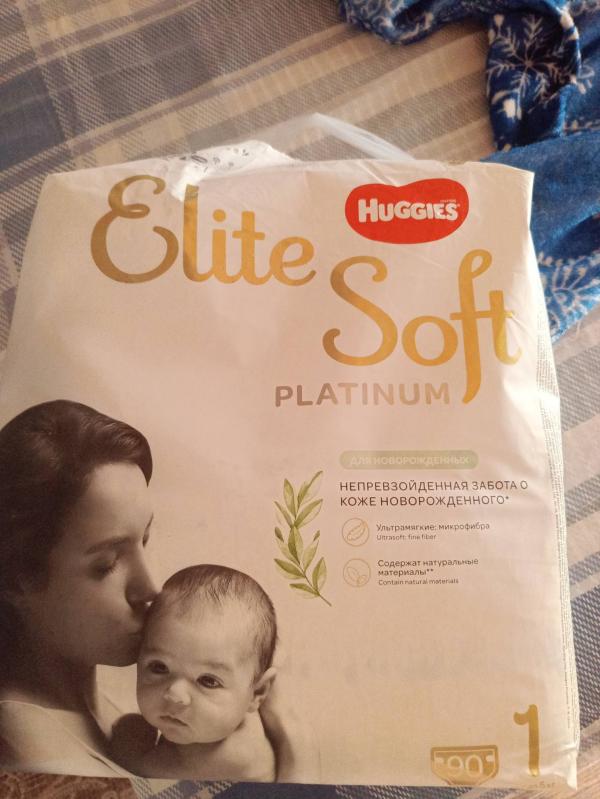 Elite
HUGGIES
Soft
PLATINUM
ДЛЯ НОВОРОЖДЕННЫХ
НЕПРЕВЗОЙДЕННАЯ ЗАБОТА О
КОЖЕ НОВОРОЖДЕННОГО*
Ультрамягкие: микрофибра
Ultrasoft: fine fiber
Содержат натуральные
материалы**
Contain natural materials
90
1